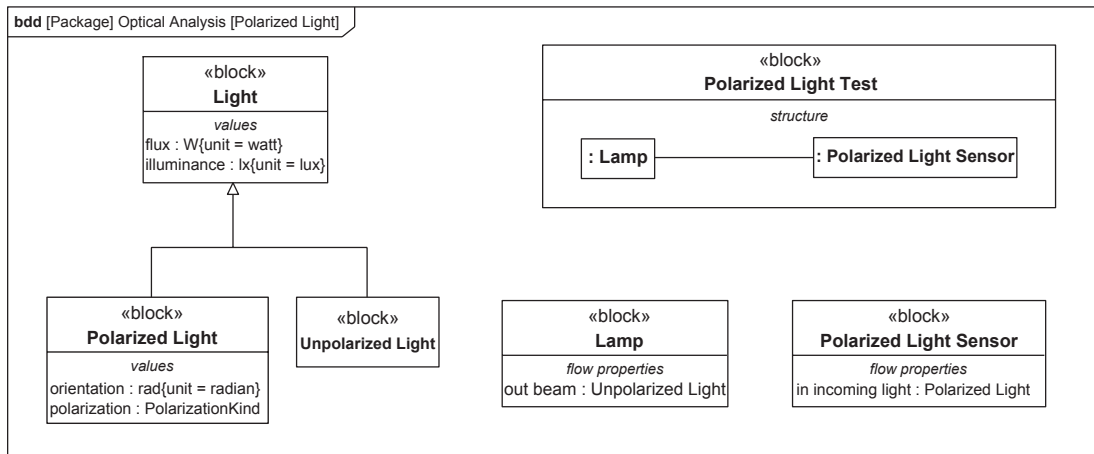 bdd [Package] Optical Analysis [Polarized Light]
«block»
Light
values
flux : W{unit = watt}
illuminance : lx{unit = lux}
«block»
Polarized Light Test
structure
: Lamp
: Polarized Light Sensor
«block»
Polarized Light
values
orientation : rad{unit = radian}
polarization : PolarizationKind
«block»
Unpolarized Light
«block»
Lamp
flow properties
out beam : Unpolarized Light
«block»
Polarized Light Sensor
flow properties
in incoming light : Polarized Light